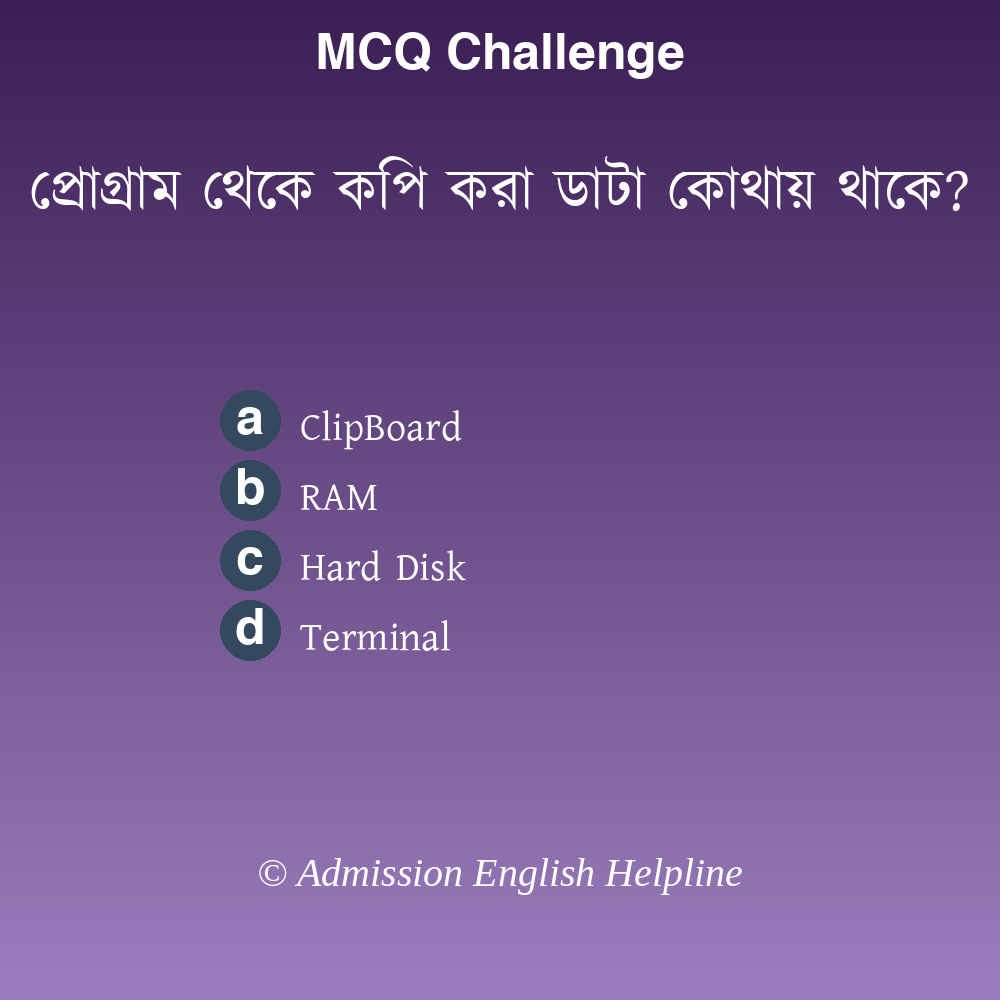 MCQ Challenge
প্রোগ্রাম থেকে কপি করা ডাটা কোথায় থাকে?
a ClipBoard
b RAM
c Hard Disk
d Terminal
© Admission English Helpline